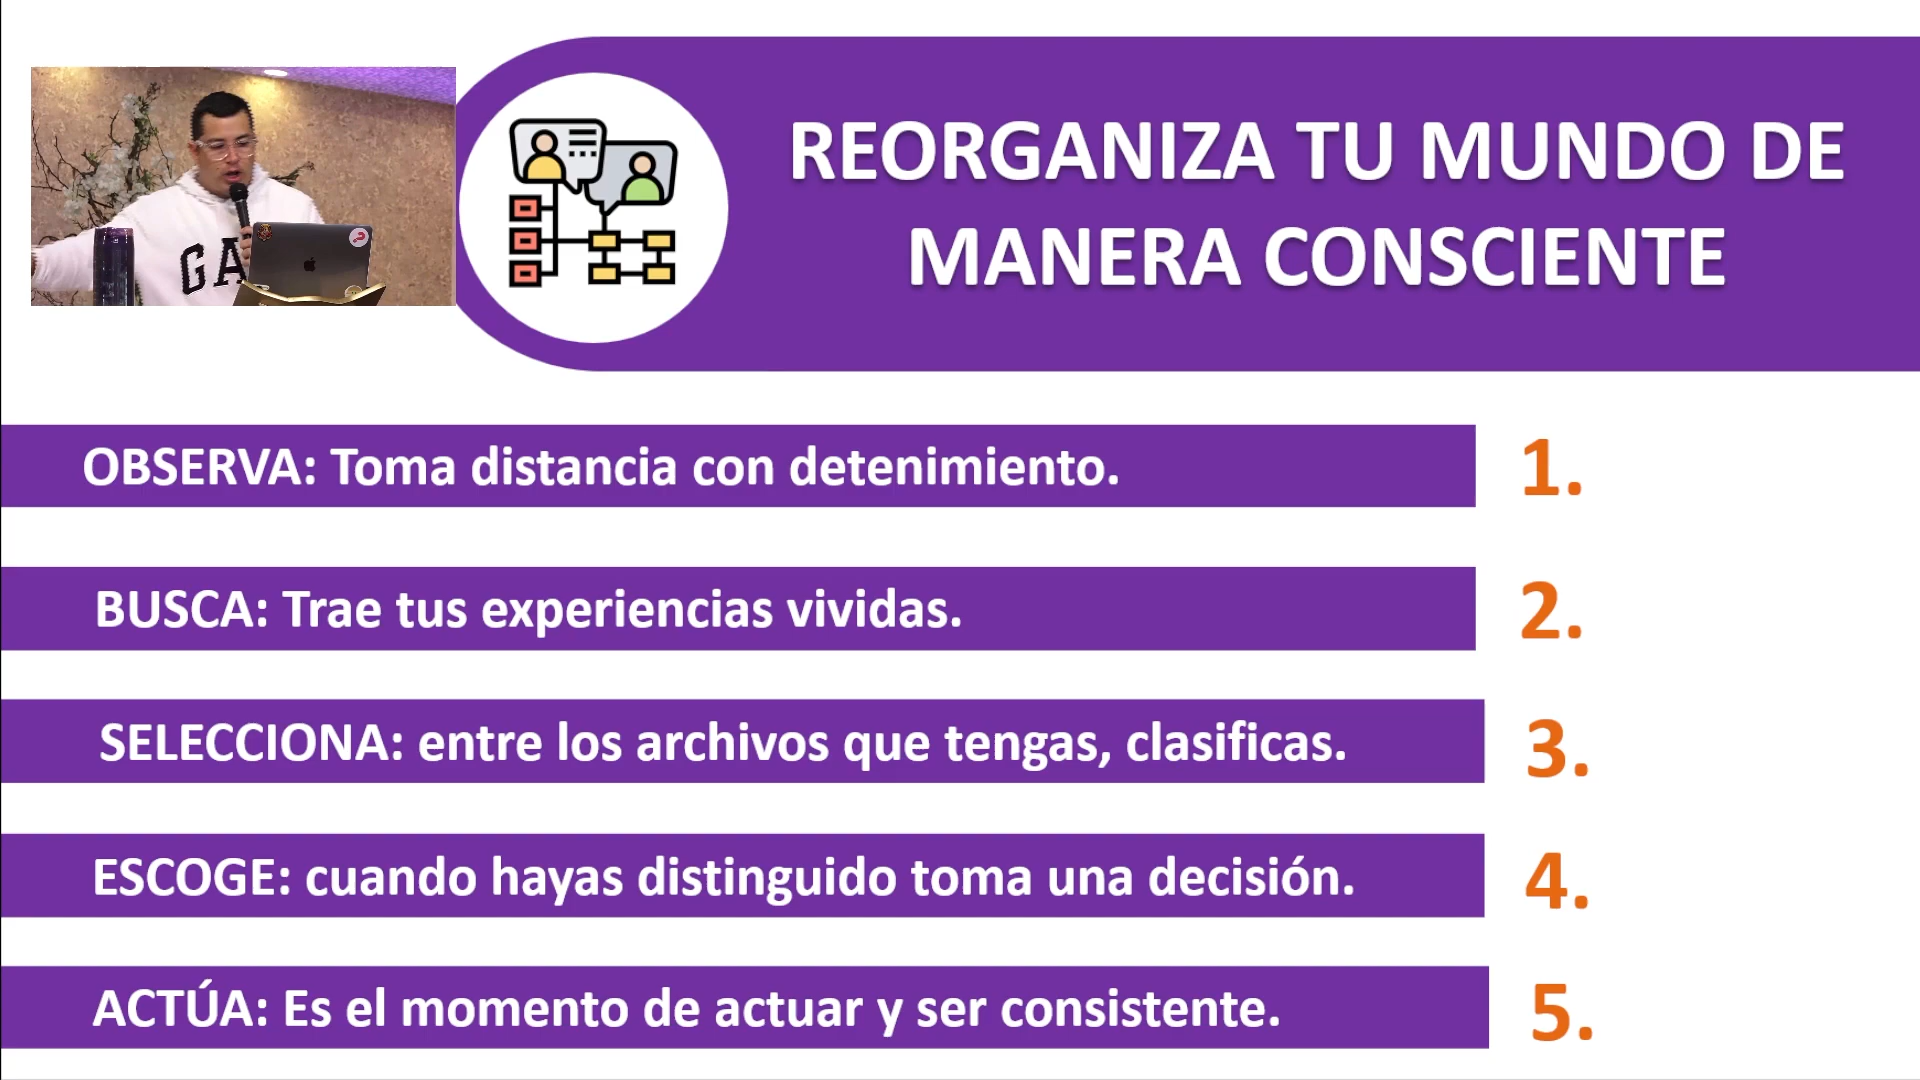 GA
REORGANIZA TU MUNDO DE
MANERA CONSCIENTE
OBSERVA: Toma distancia con detenimiento. 1.
BUSCA: Trae tus experiencias vividas. 2.
SELECCIONA: entre los archivos que tengas, clasificas. 3.
ESCOGE: cuando hayas distinguido toma una decisión. 4.
ACTÚA: Es el momento de actuar y ser consistente. 5.